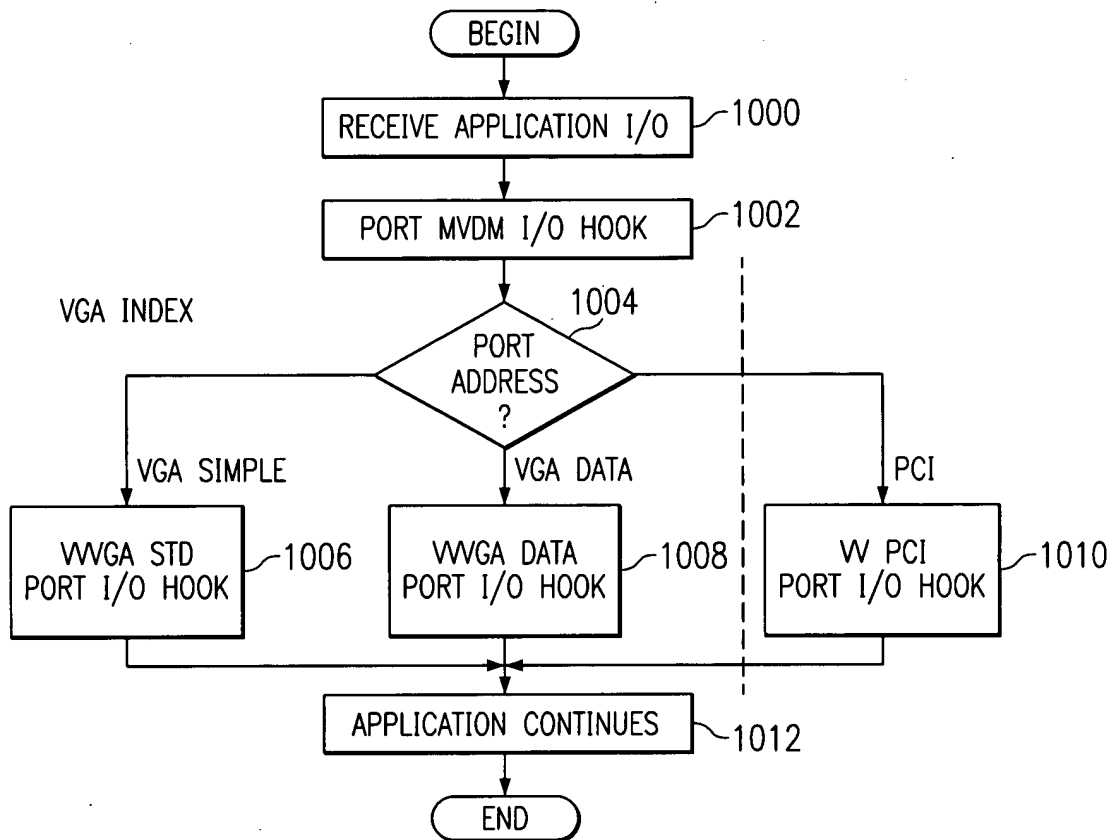 BEGIN
RECEIVE APPLICATION I/O
1000
PORT MVDM I/O HOOK
1002
VGA INDEX
1004
PORT
ADDRESS
?
VGA SIMPLE
VGA DATA
PCI
VVVGA STD
PORT I/O HOOK
1006
VVVGA DATA
PORT I/O HOOK
1008
VV PCI
PORT I/O HOOK
1010
APPLICATION CONTINUES
1012
END